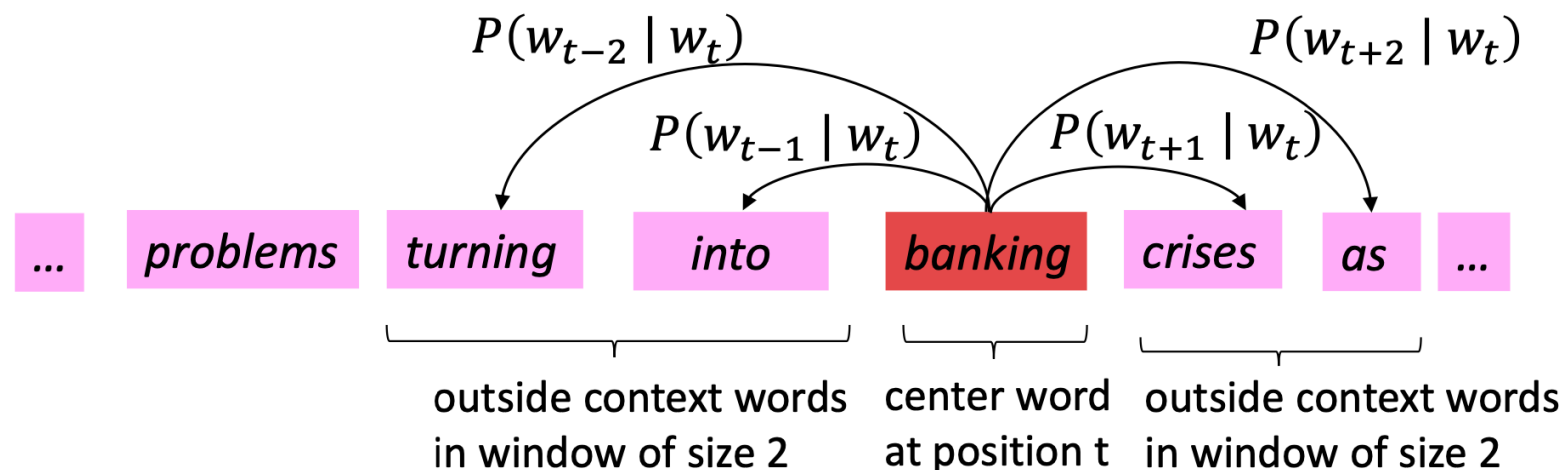 P(w_{t−2} | w_t)
P(w_{t+2} | w_t)
P(w_{t−1} | w_t)
P(w_{t+1} | w_t)
... problems turning into banking crises as ...
outside context words
in window of size 2
center word
at position t
outside context words
in window of size 2